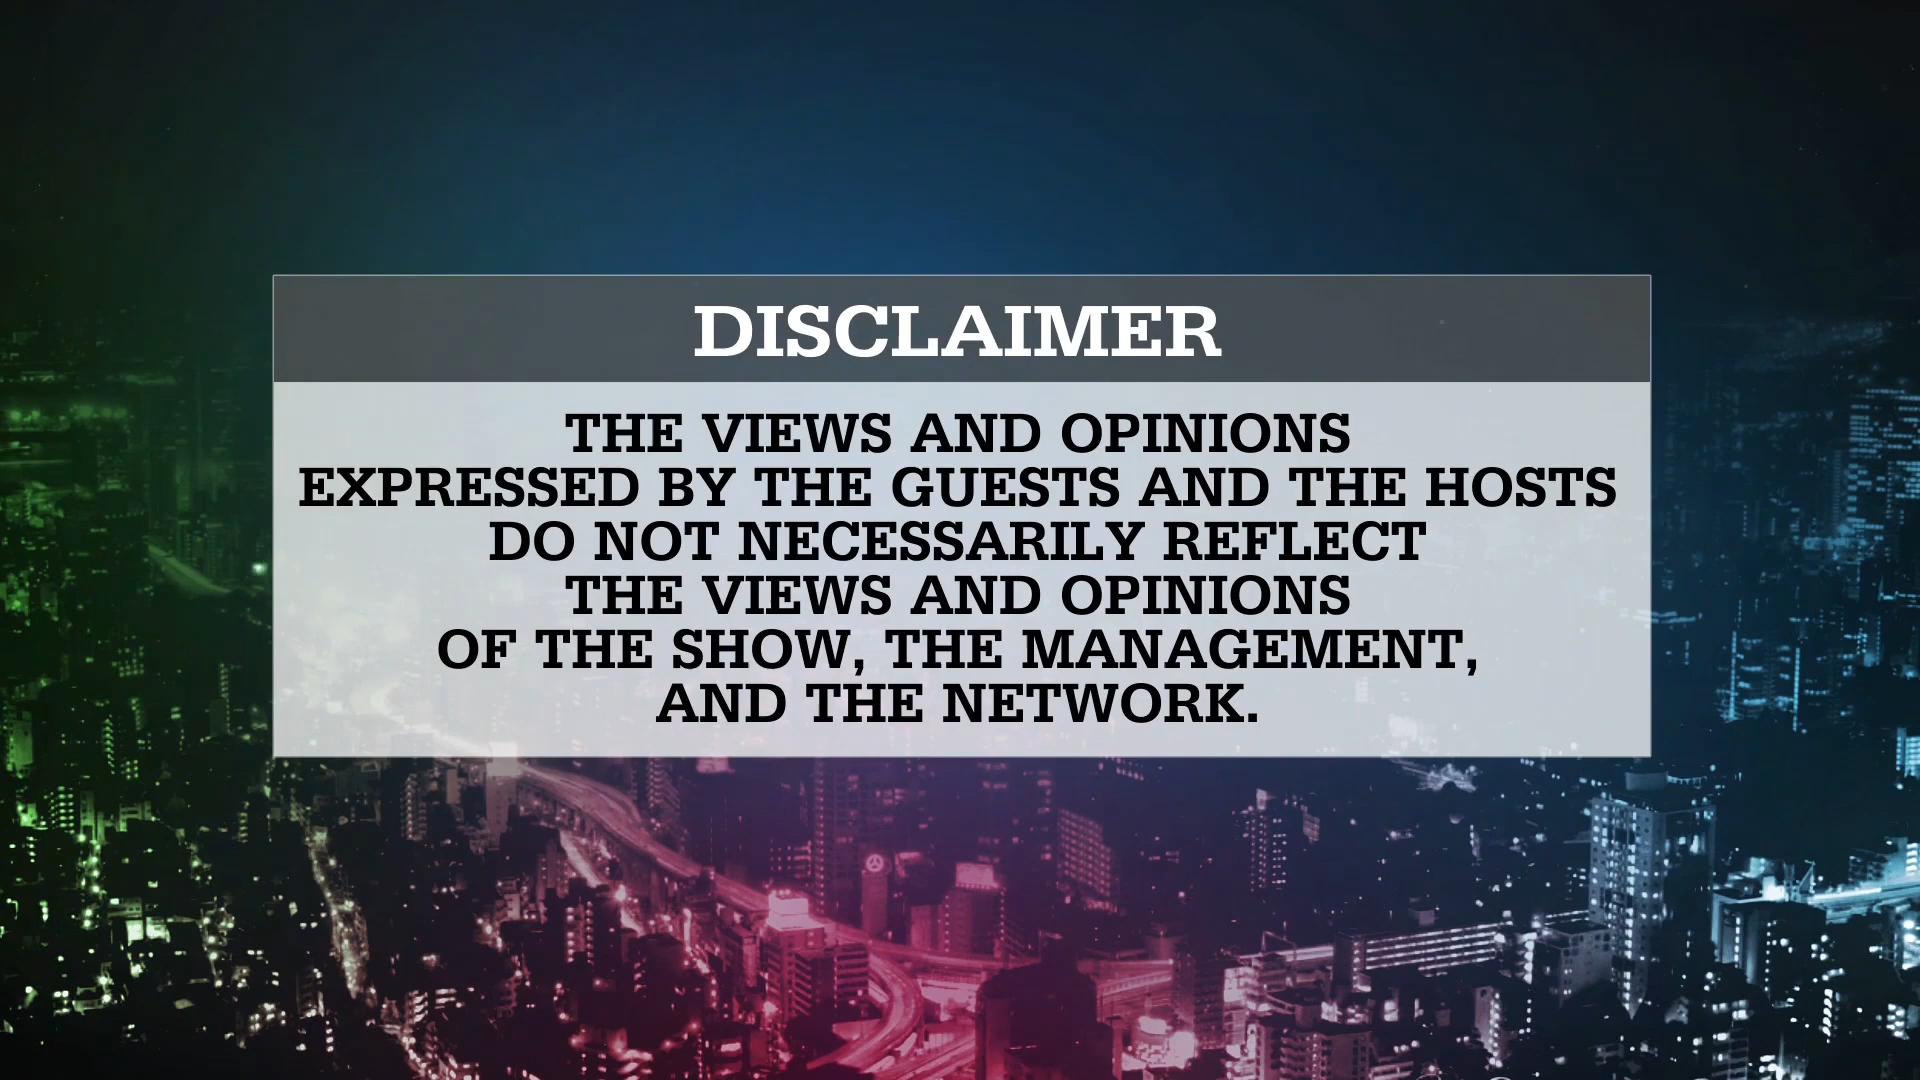 DISCLAIMER
THE VIEWS AND OPINIONS
EXPRESSED BY THE GUESTS AND THE HOSTS
DO NOT NECESSARILY REFLECT
THE VIEWS AND OPINIONS
OF THE SHOW, THE MANAGEMENT,
AND THE NETWORK.